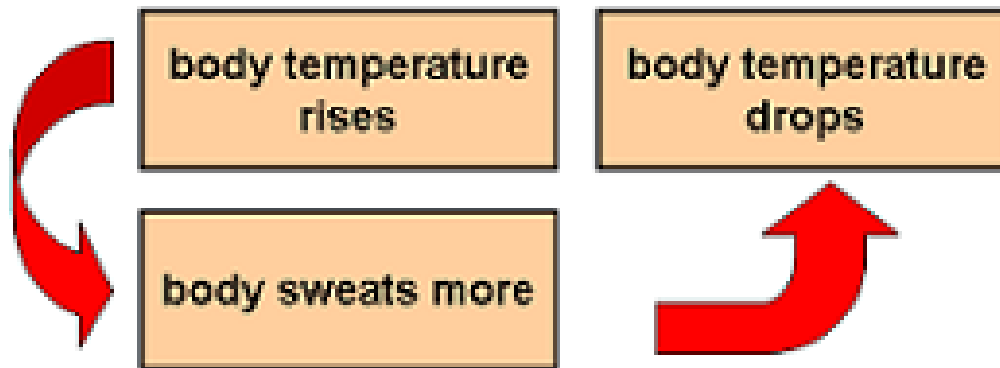 body temperature
rises
body sweats more
body temperature
drops